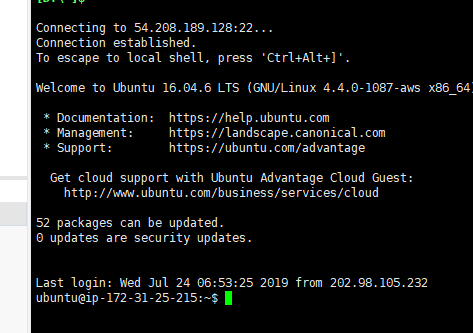 Connecting to 54.208.189.128:22...
Connection established.
To escape to local shell, press 'Ctrl+Alt+]'.
Welcome to Ubuntu 16.04.6 LTS (GNU/Linux 4.4.0-1087-aws x86_64)
* Documentation: https://help.ubuntu.com
* Management: https://landscape.canonical.com
* Support: https://ubuntu.com/advantage
Get cloud support with Ubuntu Advantage Cloud Guest:
http://www.ubuntu.com/business/services/cloud
52 packages can be updated.
0 updates are security updates.
Last login: Wed Jul 24 06:53:25 2019 from 202.98.105.232
ubuntu@ip-172-31-25-215:~$